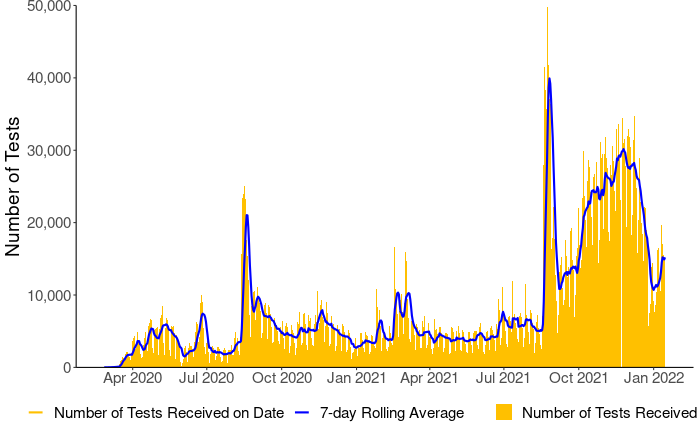 50,000
40,000
30,000
20,000
10,000
0
Number of Tests
Apr 2020 Jul 2020 Oct 2020 Jan 2021 Apr 2021 Jul 2021 Oct 2021 Jan 2022
Number of Tests Received on Date 7-day Rolling Average Number of Tests Received